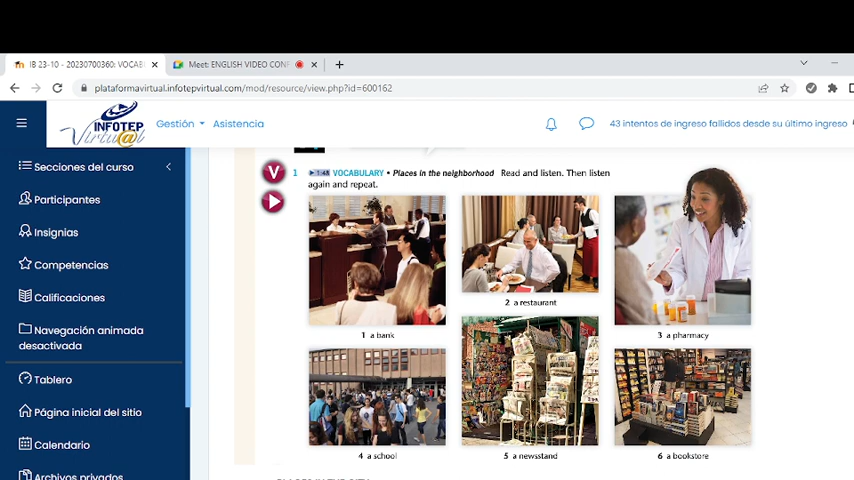 IB 23-10 - 20230700360: VOCAB
Meet: ENGLISH VIDEO CONF
plataformavirtual.infotepvirtual.com/mod/resource/view.php?id=600162
INFOTEP
Virtu@l
Gestión
Asistencia
43 intentos de ingreso fallidos desde su último ingreso
Secciones del curso
Participantes
Insignias
Competencias
Calificaciones
Navegación animada
desactivada
Tablero
Página inicial del sitio
Calendario
Archivos privados
V
1 1:48 VOCABULARY • Places in the neighborhood Read and listen. Then listen
again and repeat.
1 a bank
2 a restaurant
3 a pharmacy
4 a school
5 a newsstand
6 a bookstore